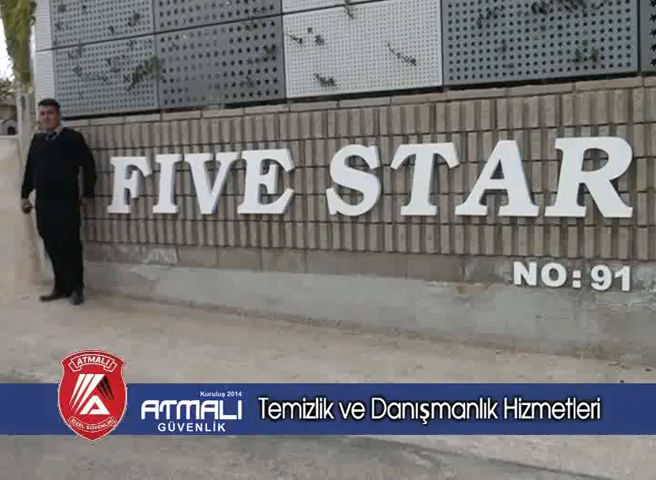 FIVE STAR
NO: 91
ATMALI
ÖZEL GÜVENLİK
Kuruluş 2014
ATMALI
GÜVENLİK
Temizlik ve Danışmanlık Hizmetleri